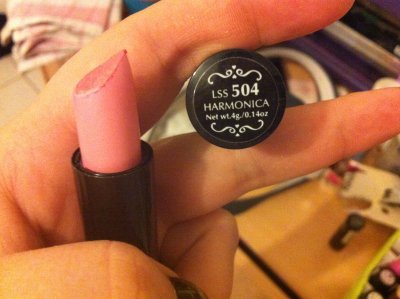 LSS 504
HARMONICA
Net wt.4g./0.14oz